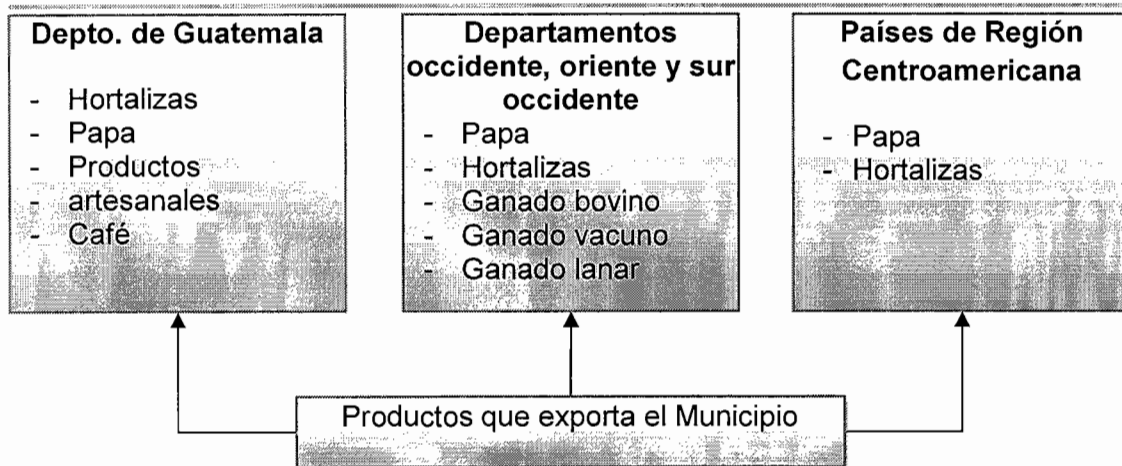 Depto. de Guatemala
- Hortalizas
- Papa
- Productos
- artesanales
- Café
Departamentos
occidente, oriente y sur
occidente
- Papa
- Hortalizas
- Ganado bovino
- Ganado vacuno
- Ganado lanar
Países de Región
Centroamericana
- Papa
- Hortalizas
Productos que exporta el Municipio